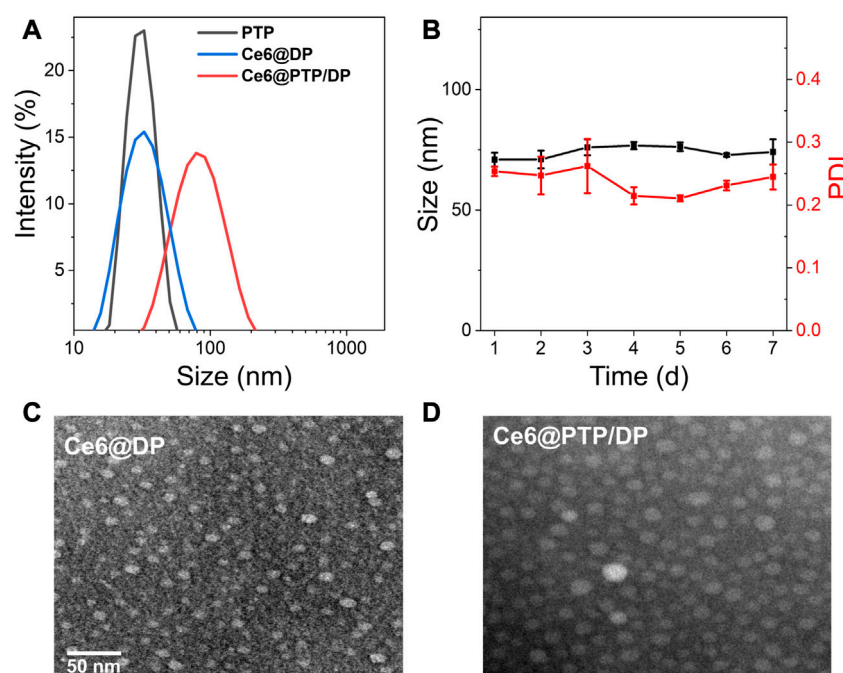 A
PTP
Ce6@DP
Ce6@PTP/DP
Intensity (%)
20
15
10
5
10
100
1000
Size (nm)
B
Size (nm)
100
50
0
0.4
0.3
0.2
0.1
0.0
PDI
1 2 3 4 5 6 7
Time (d)
C
Ce6@DP
50 nm
D
Ce6@PTP/DP